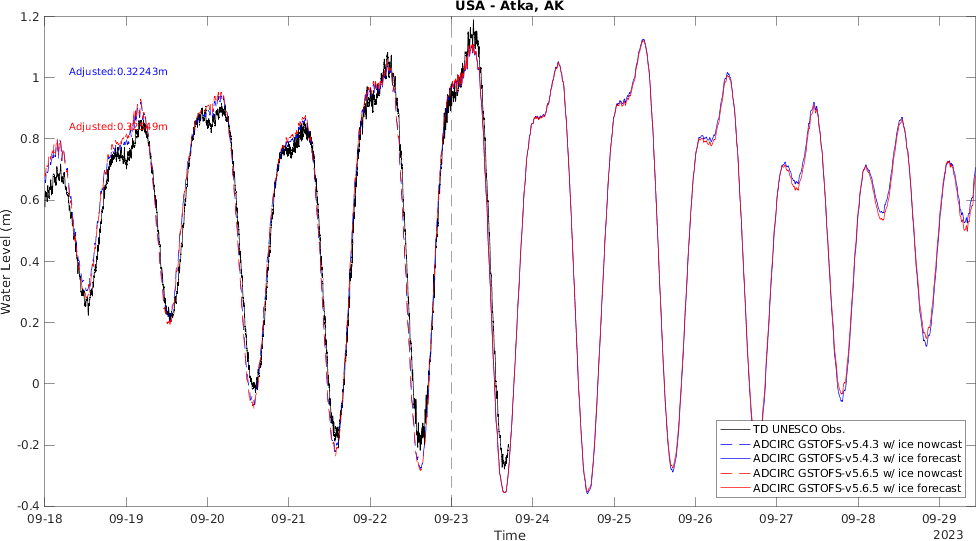 USA - Atka, AK
1.2
1
0.8
0.6
0.4
0.2
0
-0.2
-0.4
Water Level (m)
Adjusted:0.32243m
TD UNESCO Obs.
ADCIRC GSTOFS-v5.4.3 w/ ice nowcast
ADCIRC GSTOFS-v5.4.3 w/ ice forecast
ADCIRC GSTOFS-v5.6.5 w/ ice nowcast
ADCIRC GSTOFS-v5.6.5 w/ ice forecast
09-18 09-19 09-20 09-21 09-22 09-23 09-24 09-25 09-26 09-27 09-28 09-29
2023
Time